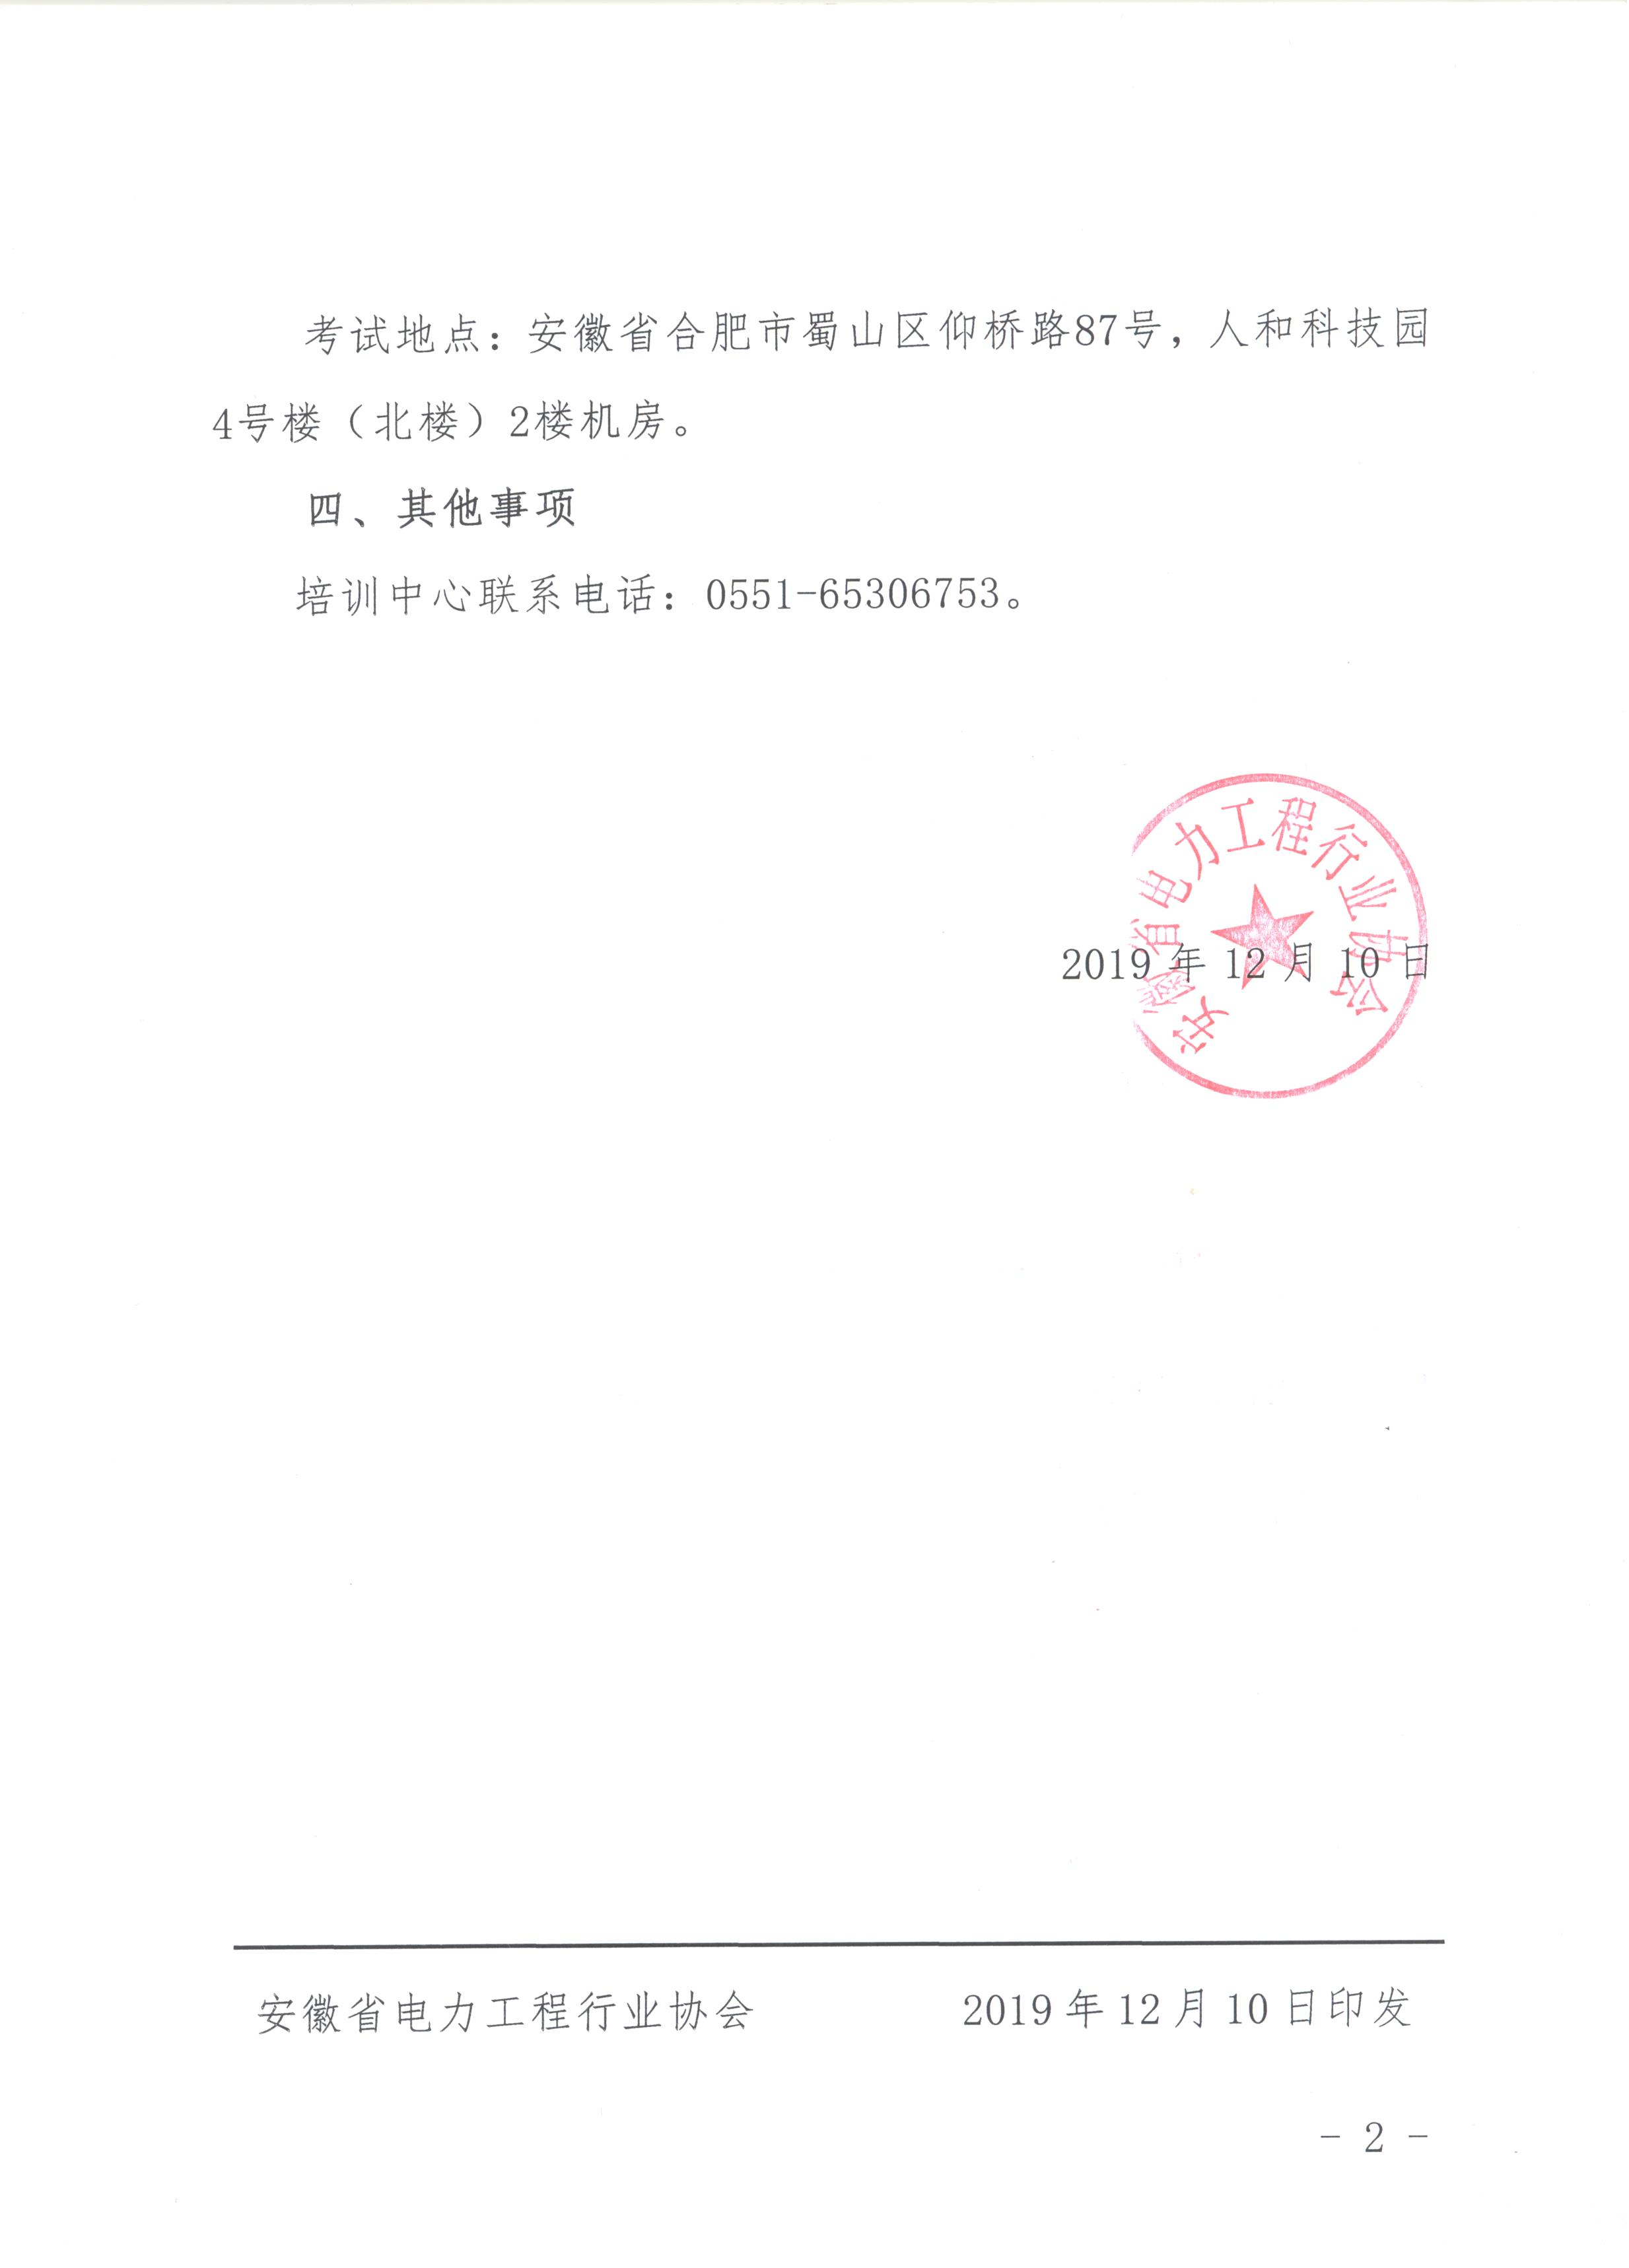 考试地点：安徽省合肥市蜀山区仰桥路87号，人和科技园
4号楼（北楼）2楼机房。
四、其他事项
培训中心联系电话：0551-65306753。
安徽省电力工程行业协会
2019年12月10日
安徽省电力工程行业协会 2019年12月10日印发
- 2 -